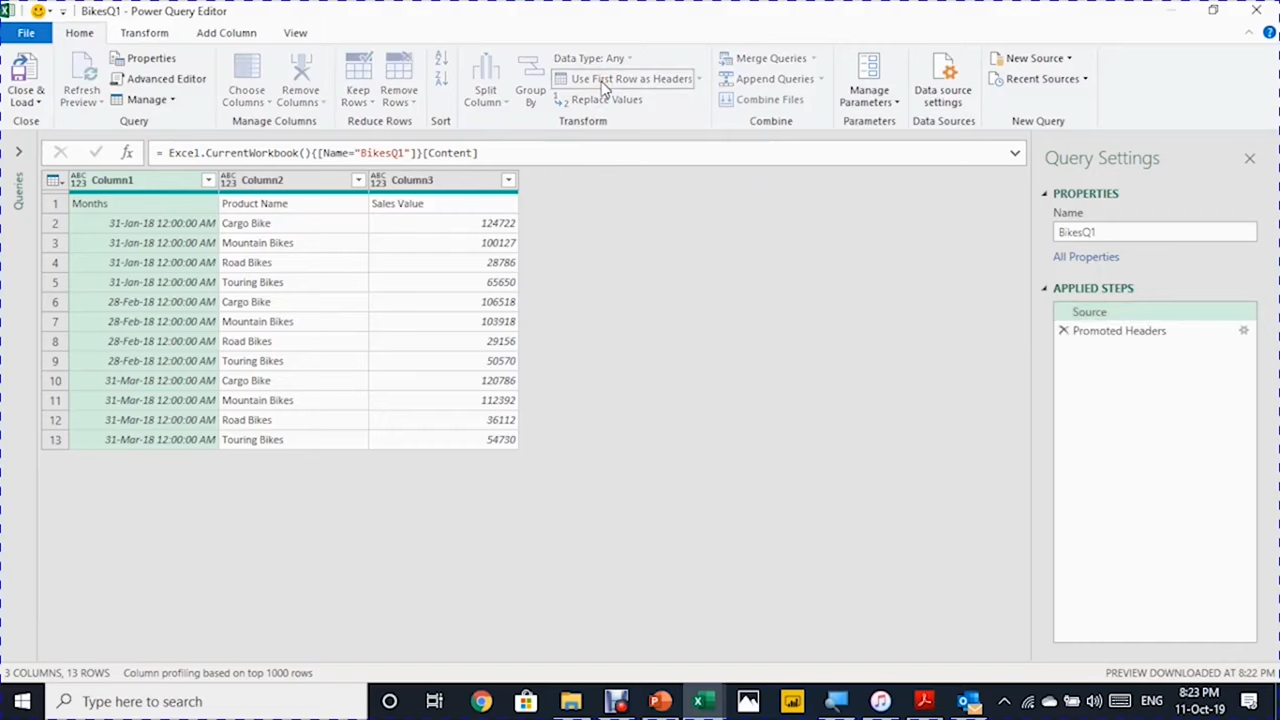 BikesQ1 - Power Query Editor
File Home Transform Add Column View
Close & Load
Close
Refresh Preview
Properties
Advanced Editor
Manage
Query
Choose Columns
Remove Columns
Manage Columns
Keep Rows
Remove Rows
Reduce Rows
Sort
Split Column
Group By
Data Type: Any
Use First Row as Headers
Replace Values
Transform
Merge Queries
Append Queries
Combine Files
Combine
Manage Parameters
Parameters
Data source settings
Data Sources
New Source
Recent Sources
New Query
Queries
fx = Excel.CurrentWorkbook(){[Name="BikesQ1"]}[Content]
ABC 123 Column1 ABC 123 Column2 ABC 123 Column3
1 Months Product Name Sales Value
2 31-Jan-18 12:00:00 AM Cargo Bike 124722
3 31-Jan-18 12:00:00 AM Mountain Bikes 100127
4 31-Jan-18 12:00:00 AM Road Bikes 28786
5 31-Jan-18 12:00:00 AM Touring Bikes 65650
6 28-Feb-18 12:00:00 AM Cargo Bike 106518
7 28-Feb-18 12:00:00 AM Mountain Bikes 103918
8 28-Feb-18 12:00:00 AM Road Bikes 29156
9 28-Feb-18 12:00:00 AM Touring Bikes 50570
10 31-Mar-18 12:00:00 AM Cargo Bike 120786
11 31-Mar-18 12:00:00 AM Mountain Bikes 112392
12 31-Mar-18 12:00:00 AM Road Bikes 36112
13 31-Mar-18 12:00:00 AM Touring Bikes 54730
Query Settings
PROPERTIES
Name
BikesQ1
All Properties
APPLIED STEPS
Source
Promoted Headers
3 COLUMNS, 13 ROWS Column profiling based on top 1000 rows
PREVIEW DOWNLOADED AT 8:22 PM
Type here to search
ENG
8:23 PM
11-Oct-19